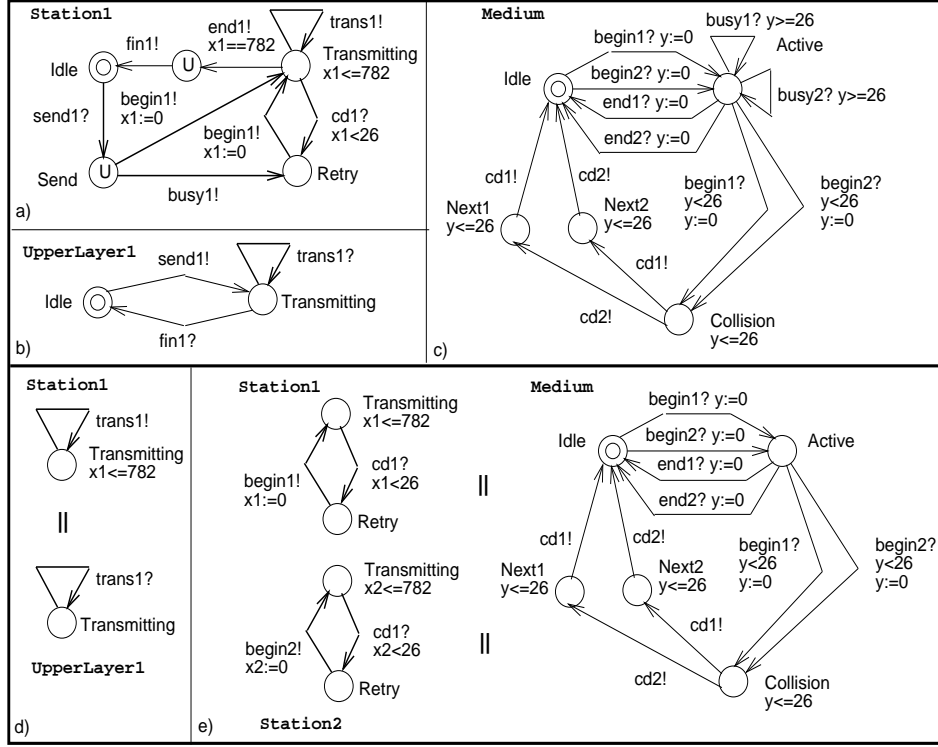 Station1
trans1!
end1!
x1==782
fin1!
Transmitting
x1<=782
Idle
U
send1?
begin1!
x1:=0
begin1!
x1:=0
cd1?
x1<26
Send
U
Retry
busy1!
a)
UpperLayer1
send1!
trans1?
Idle
Transmitting
fin1?
b)
Medium
busy1? y>=26
begin1? y:=0
Active
Idle
begin2? y:=0
end1? y:=0
busy2? y>=26
end2? y:=0
cd1!
cd2!
begin1?
y<26
y:=0
begin2?
y<26
y:=0
Next1
y<=26
Next2
y<=26
cd1!
cd2!
Collision
y<=26
c)
Station1
trans1!
Transmitting
x1<=782
||
trans1?
Transmitting
UpperLayer1
d)
Station1
Transmitting
x1<=782
begin1!
x1:=0
cd1?
x1<26
Retry
||
Transmitting
x2<=782
begin2!
x2:=0
cd1?
x2<26
Retry
||
Station2
e)
Medium
begin1? y:=0
Idle
begin2? y:=0
Active
end1? y:=0
end2? y:=0
cd1!
cd2!
begin1?
y<26
y:=0
begin2?
y<26
y:=0
Next1
y<=26
Next2
y<=26
cd1!
cd2!
Collision
y<=26